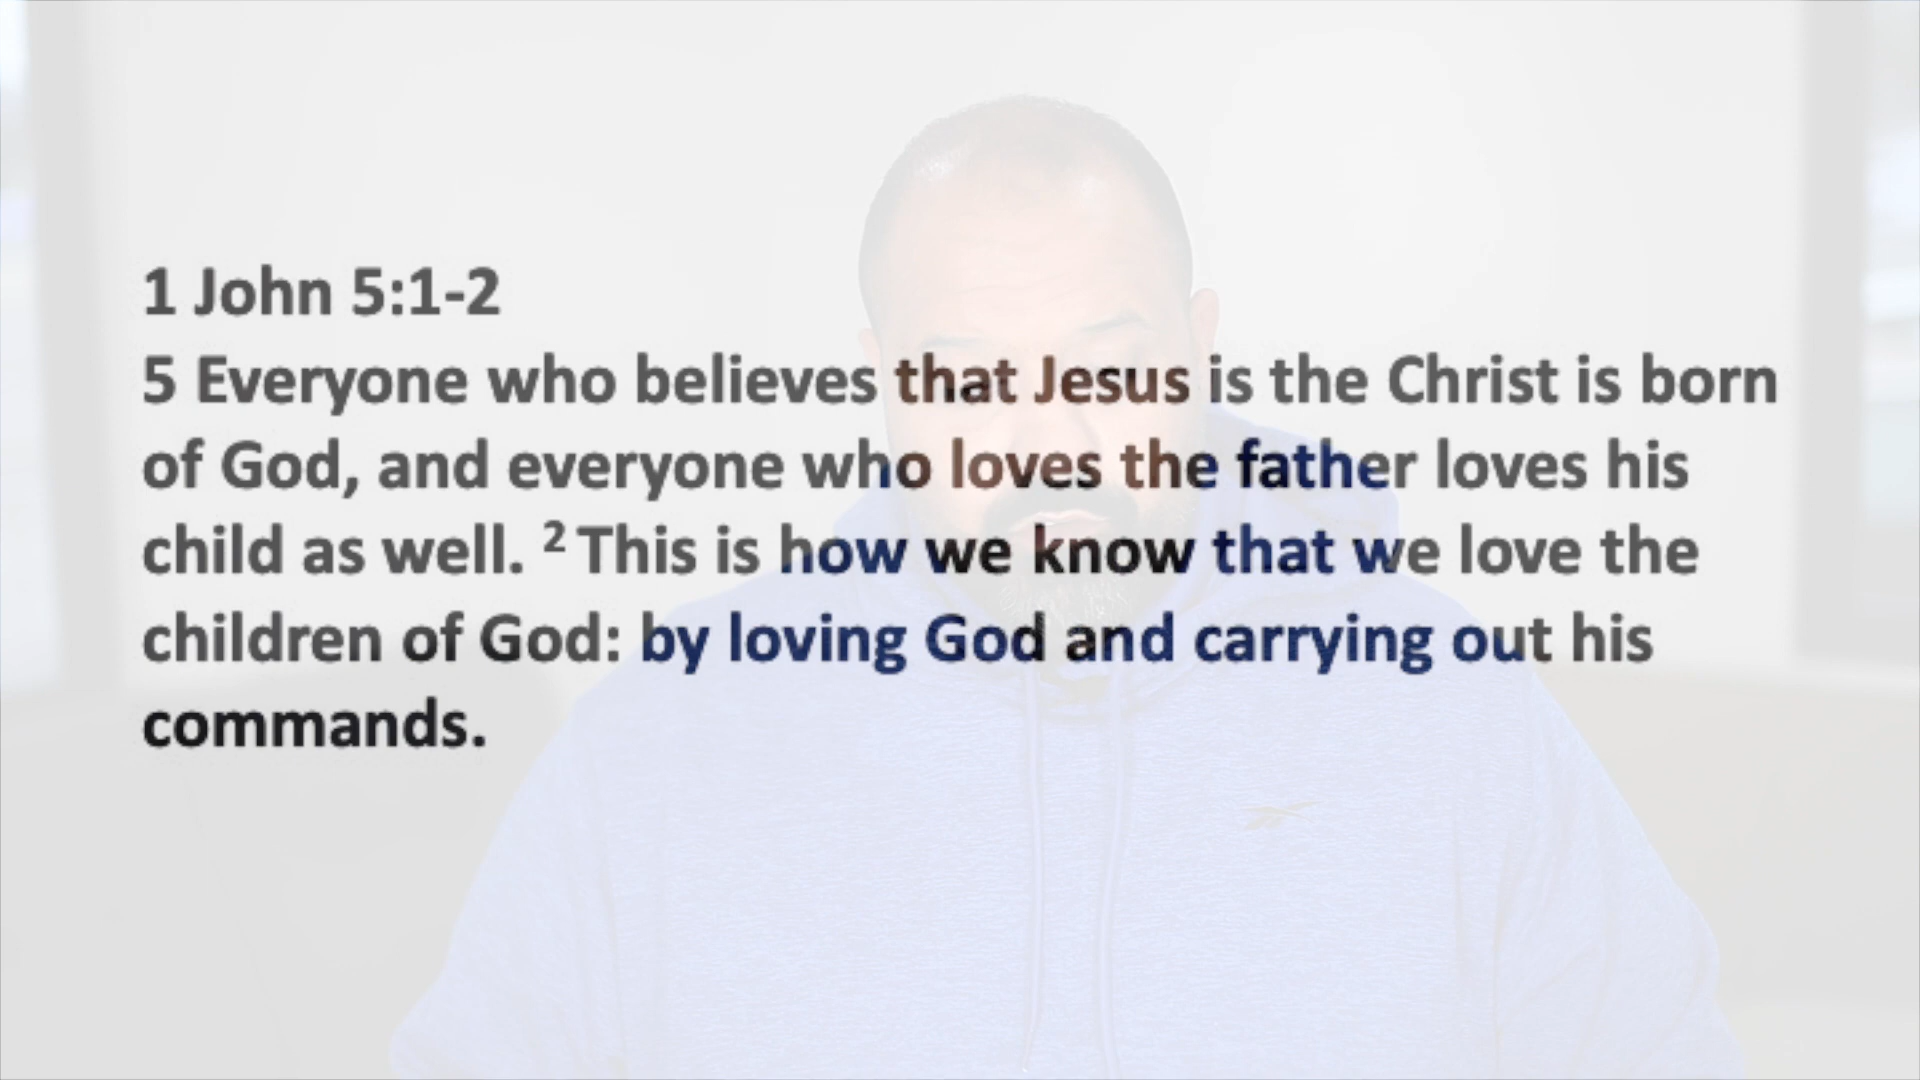 1 John 5:1-2
5 Everyone who believes that Jesus is the Christ is born
of God, and everyone who loves the father loves his
child as well. ² This is how we know that we love the
children of God: by loving God and carrying out his
commands.